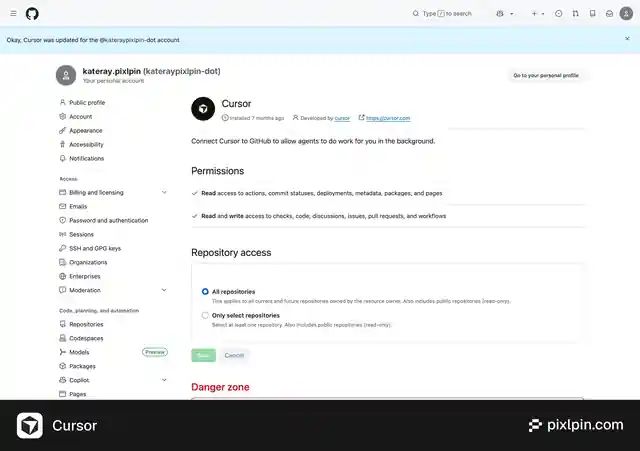 Type / to search
Okay, Cursor was updated for the @kateraypixlpin-dot account
kateray.pixlpin (kateraypixlpin-dot)
Your personal account
Go to your personal profile
Public profile
Account
Appearance
Accessibility
Notifications
Access
Billing and licensing
Emails
Password and authentication
Sessions
SSH and GPG keys
Organizations
Enterprises
Moderation
Code, planning, and automation
Repositories
Codespaces
Models
Preview
Packages
Copilot
Pages
Cursor
Installed 7 months ago
Developed by cursor
https://cursor.com
Connect Cursor to GitHub to allow agents to do work for you in the background.
Permissions
Read access to actions, commit statuses, deployments, metadata, packages, and pages
Read and write access to checks, code, discussions, issues, pull requests, and workflows
Repository access
All repositories
This applies to all current and future repositories owned by the resource owner. Also includes public repositories (read-only).
Only select repositories
Select at least one repository. Also includes public repositories (read-only).
Save
Cancel
Danger zone
Cursor
pixlpin.com